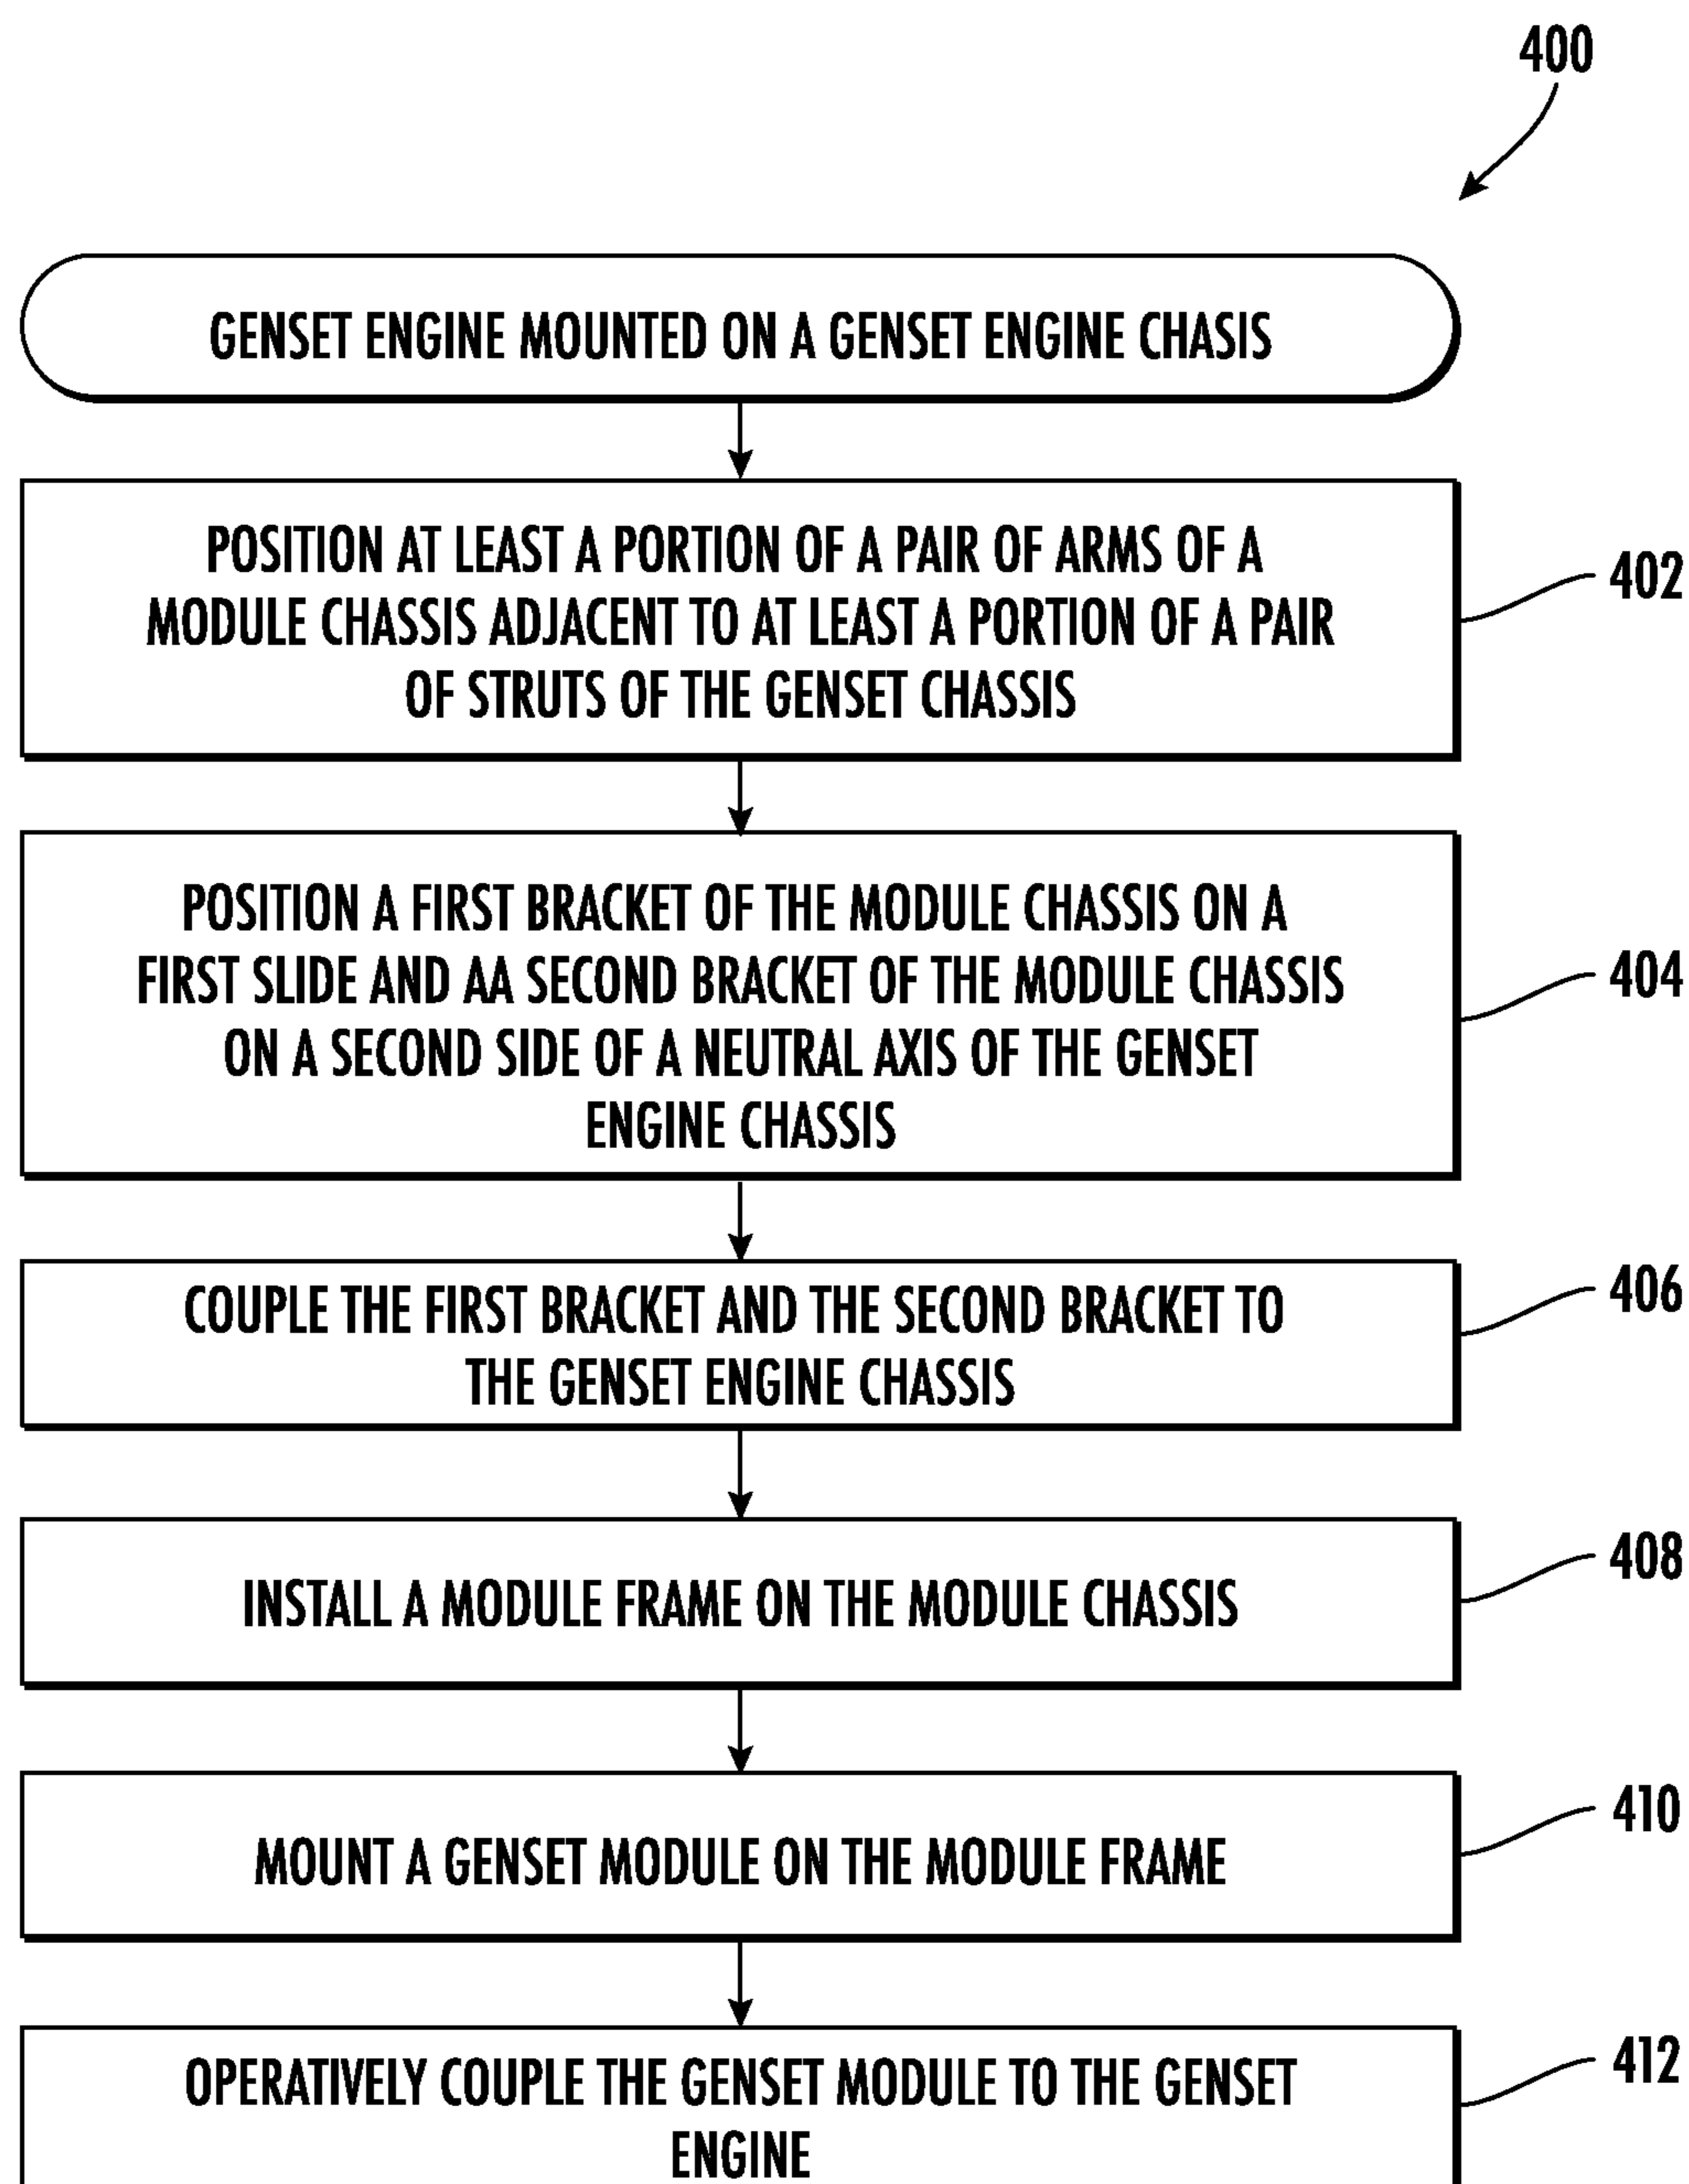 400
GENSET ENGINE MOUNTED ON A GENSET ENGINE CHASIS
POSITION AT LEAST A PORTION OF A PAIR OF ARMS OF A
MODULE CHASSIS ADJACENT TO AT LEAST A PORTION OF A PAIR
OF STRUTS OF THE GENSET CHASSIS
402
POSITION A FIRST BRACKET OF THE MODULE CHASSIS ON A
FIRST SLIDE AND AA SECOND BRACKET OF THE MODULE CHASSIS
ON A SECOND SIDE OF A NEUTRAL AXIS OF THE GENSET
ENGINE CHASSIS
404
COUPLE THE FIRST BRACKET AND THE SECOND BRACKET TO
THE GENSET ENGINE CHASSIS
406
INSTALL A MODULE FRAME ON THE MODULE CHASSIS
408
MOUNT A GENSET MODULE ON THE MODULE FRAME
410
OPERATIVELY COUPLE THE GENSET MODULE TO THE GENSET
ENGINE
412